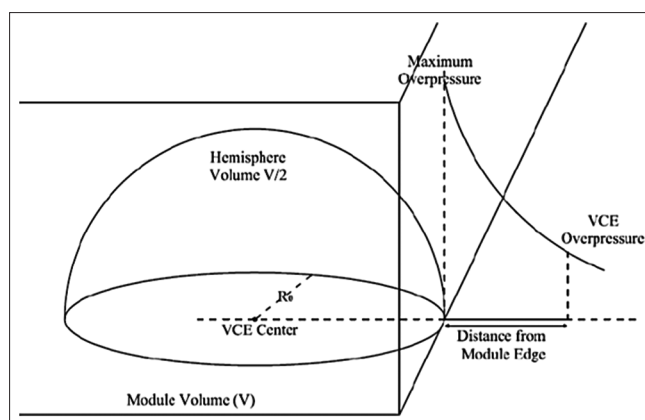 Maximum
Overpressure
Hemisphere
Volume V/2
VCE
Overpressure
R₀
VCE Center
Distance from
Module Edge
Module Volume (V)